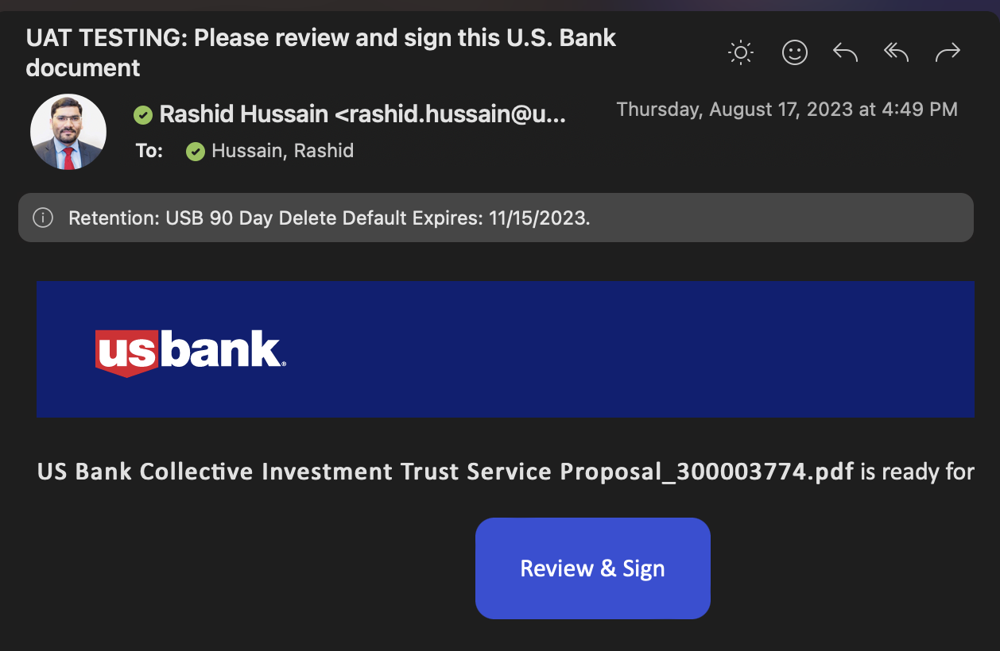 UAT TESTING: Please review and sign this U.S. Bank
document
Rashid Hussain <rashid.hussain@u...
Thursday, August 17, 2023 at 4:49 PM
To: Hussain, Rashid
Retention: USB 90 Day Delete Default Expires: 11/15/2023.
usbank®
US Bank Collective Investment Trust Service Proposal_300003774.pdf is ready for
Review & Sign